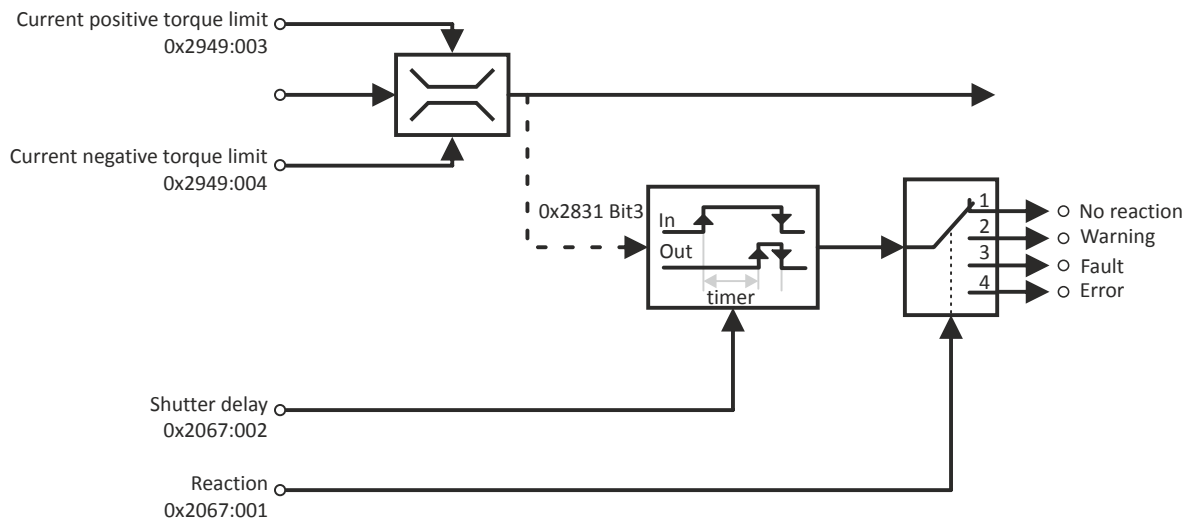 Current positive torque limit
0x2949:003
Current negative torque limit
0x2949:004
0x2831 Bit3
In
Out
timer
1
2
3
4
No reaction
Warning
Fault
Error
Shutter delay
0x2067:002
Reaction
0x2067:001